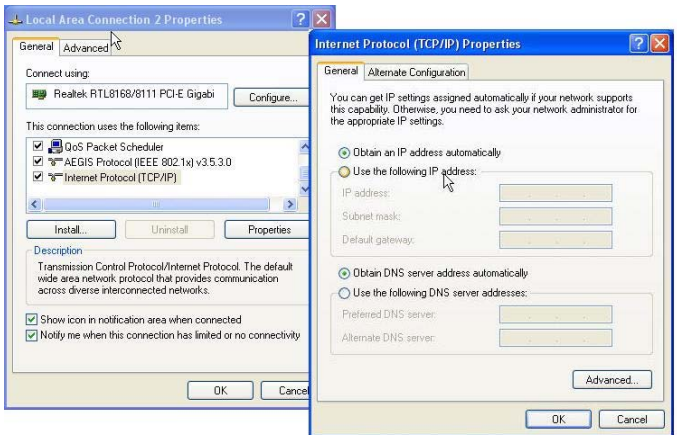 Local Area Connection 2 Properties
General Advanced
Connect using:
Realtek RTL8168/8111 PCI-E Gigabi
Configure...
This connection uses the following items:
QoS Packet Scheduler
AEGIS Protocol (IEEE 802.1x) v3.5.3.0
Internet Protocol (TCP/IP)
Install... Uninstall Properties
Description
Transmission Control Protocol/Internet Protocol. The default
wide area network protocol that provides communication
across diverse interconnected networks.
Show icon in notification area when connected
Notify me when this connection has limited or no connectivity
OK Cancel
Internet Protocol (TCP/IP) Properties
General Alternate Configuration
You can get IP settings assigned automatically if your network supports
this capability. Otherwise, you need to ask your network administrator for
the appropriate IP settings.
Obtain an IP address automatically
Use the following IP address:
IP address:
Subnet mask:
Default gateway:
Obtain DNS server address automatically
Use the following DNS server addresses:
Preferred DNS server:
Alternate DNS server:
Advanced...
OK Cancel